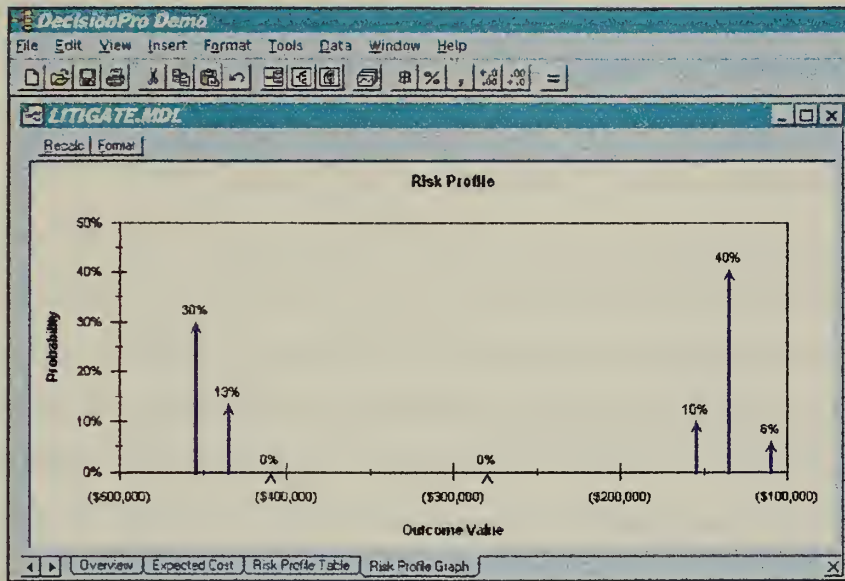 DecisionPro Demo
File Edit View Insert Format Tools Data Window Help
LITIGATE.MDL
Recalc Format
Risk Profile
50%
40%
30%
20%
10%
0%
Probability
30%
13%
0%
0%
10%
40%
6%
($500,000) ($400,000) ($300,000) ($200,000) ($100,000)
Outcome Value
Overview Expected Cost Risk Profile Table Risk Profile Graph